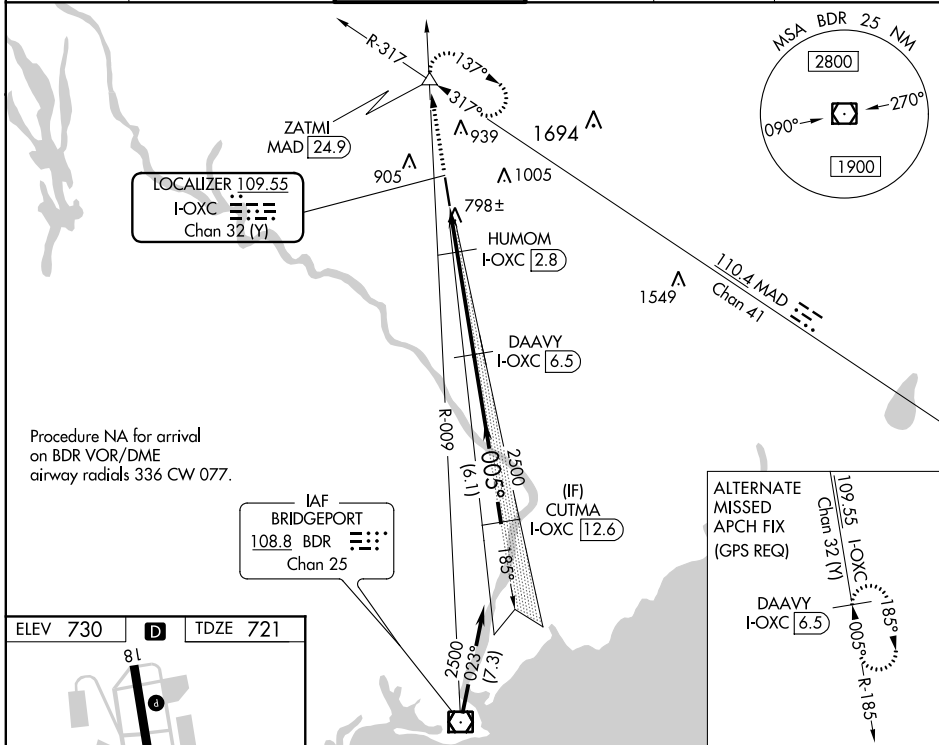 MSA BDR 25 NM
2800
090°
270°
1900
R-317
137°
317°
ZATMI
MAD 24.9
939
1694
905
1005
798±
LOCALIZER 109.55
I-OXC
Chan 32 (Y)
HUMOM
I-OXC 2.8
110.4 MAD
Chan 41
1549
DAAVY
I-OXC 6.5
R-009
005°
(6.1)
2500
Procedure NA for arrival
on BDR VOR/DME
airway radials 336 CW 077.
IAF
BRIDGEPORT
108.8 BDR
Chan 25
(IF)
CUTMA
I-OXC 12.6
185°
2500
023°
(7.3)
ALTERNATE
MISSED
APCH FIX
(GPS REQ)
109.55 I-OXC
Chan 32 (Y)
DAAVY
I-OXC 6.5
185°
005°
R-185
ELEV 730
D
TDZE 721
18
P